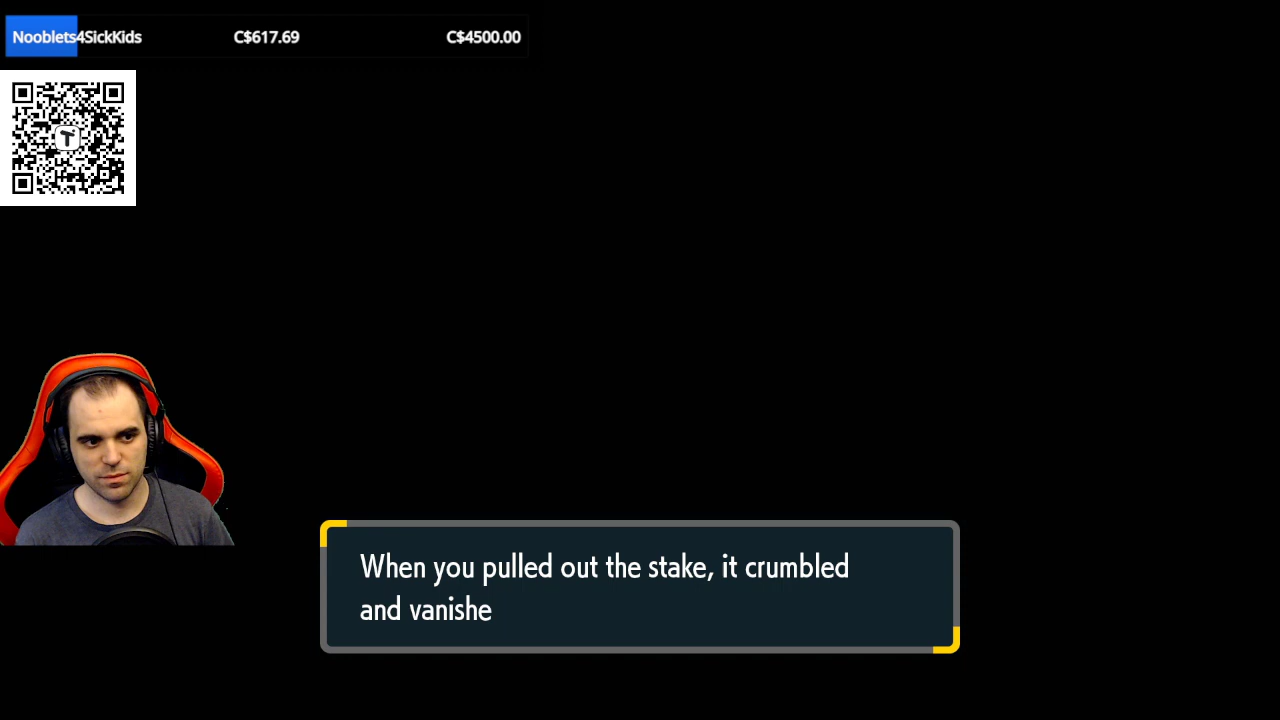 Nooblets4SickKids C$617.69 C$4500.00
T
When you pulled out the stake, it crumbled
and vanishe